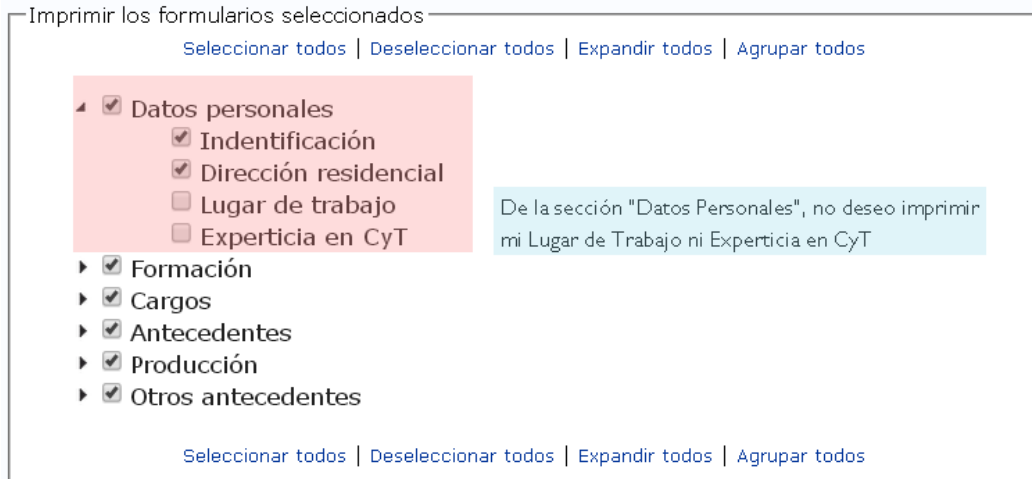 Imprimir los formularios seleccionados
Seleccionar todos | Deseleccionar todos | Expandir todos | Agrupar todos
Datos personales
Indentificación
Dirección residencial
Lugar de trabajo
Experticia en CyT
De la sección "Datos Personales", no deseo imprimir
mi Lugar de Trabajo ni Experticia en CyT
Formación
Cargos
Antecedentes
Producción
Otros antecedentes
Seleccionar todos | Deseleccionar todos | Expandir todos | Agrupar todos